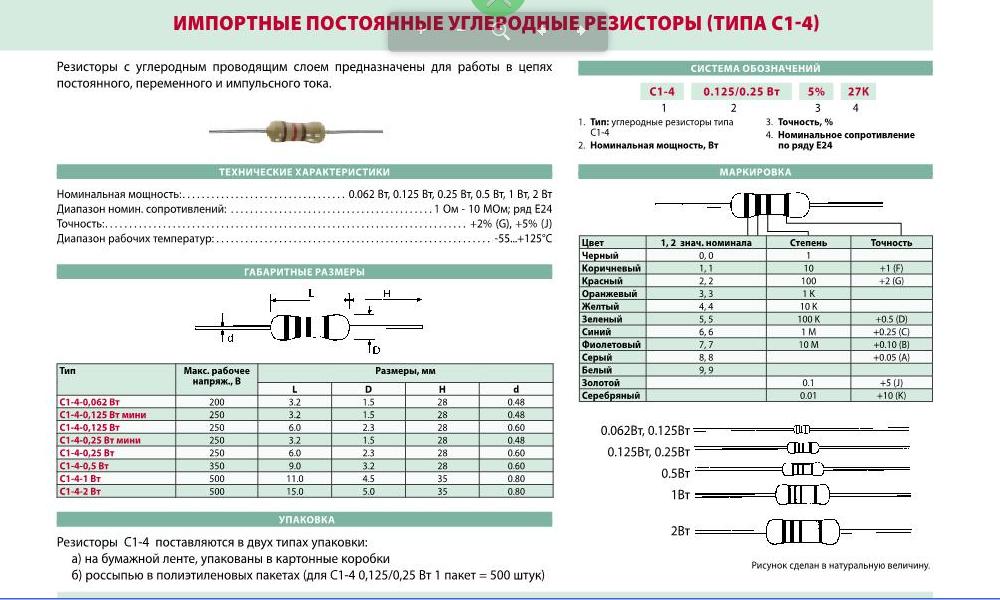 ИМПОРТНЫЕ ПОСТОЯННЫЕ УГЛЕРОДНЫЕ РЕЗИСТОРЫ (ТИПА С1-4)
Резисторы с углеродным проводящим слоем предназначены для работы в цепях
постоянного, переменного и импульсного тока.
ТЕХНИЧЕСКИЕ ХАРАКТЕРИСТИКИ
Номинальная мощность:................................. 0.062 Вт, 0.125 Вт, 0.25 Вт, 0.5 Вт, 1 Вт, 2 Вт
Диапазон номин. сопротивлений: ........................................ 1 Ом - 10 МОм; ряд Е24
Точность:........................................................................ +2% (G), +5% (J)
Диапазон рабочих температур:....................................................... -55...+125°С
ГАБАРИТНЫЕ РАЗМЕРЫ
L H
d D
Тип Макс. рабочее напряж., В Размеры, мм
L D H d
С1-4-0,062 Вт 200 3.2 1.5 28 0.48
С1-4-0,125 Вт мини 250 3.2 1.5 28 0.48
С1-4-0,125 Вт 250 6.0 2.3 28 0.60
С1-4-0,25 Вт мини 250 3.2 1.5 28 0.48
С1-4-0,25 Вт 250 6.0 2.3 28 0.60
С1-4-0,5 Вт 350 9.0 3.2 28 0.60
С1-4-1 Вт 500 11.0 4.5 35 0.80
С1-4-2 Вт 500 15.0 5.0 35 0.80
УПАКОВКА
Резисторы С1-4 поставляются в двух типах упаковки:
а) на бумажной ленте, упакованы в картонные коробки
б) россыпью в полиэтиленовых пакетах (для С1-4 0,125/0,25 Вт 1 пакет = 500 штук)
СИСТЕМА ОБОЗНАЧЕНИЙ
С1-4 0.125/0.25 Вт 5% 27К
1 2 3 4
1. Тип: углеродные резисторы типа
С1-4
2. Номинальная мощность, Вт
3. Точность, %
4. Номинальное сопротивление
по ряду Е24
МАРКИРОВКА
Цвет 1, 2 знач. номинала Степень Точность
Черный 0, 0 1
Коричневый 1, 1 10 +1 (F)
Красный 2, 2 100 +2 (G)
Оранжевый 3, 3 1 К
Желтый 4, 4 10 К
Зеленый 5, 5 100 К +0.5 (D)
Синий 6, 6 1 М +0.25 (С)
Фиолетовый 7, 7 10 М +0.10 (В)
Серый 8, 8 +0.05 (А)
Белый 9, 9
Золотой 0.1 +5 (J)
Серебряный 0.01 +10 (К)
0.062Вт, 0.125Вт
0.125Вт, 0.25Вт
0.5Вт
1Вт
2Вт
Рисунок сделан в натуральную величину.